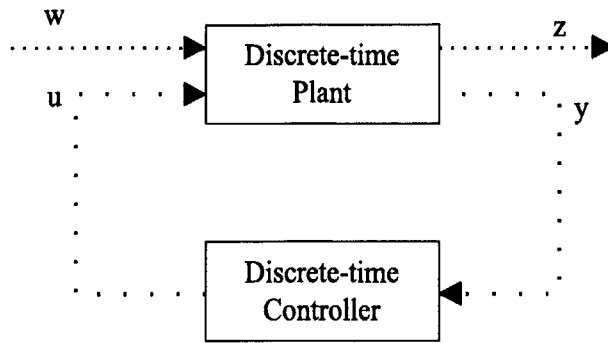 w
z
Discrete-time
Plant
u
y
Discrete-time
Controller